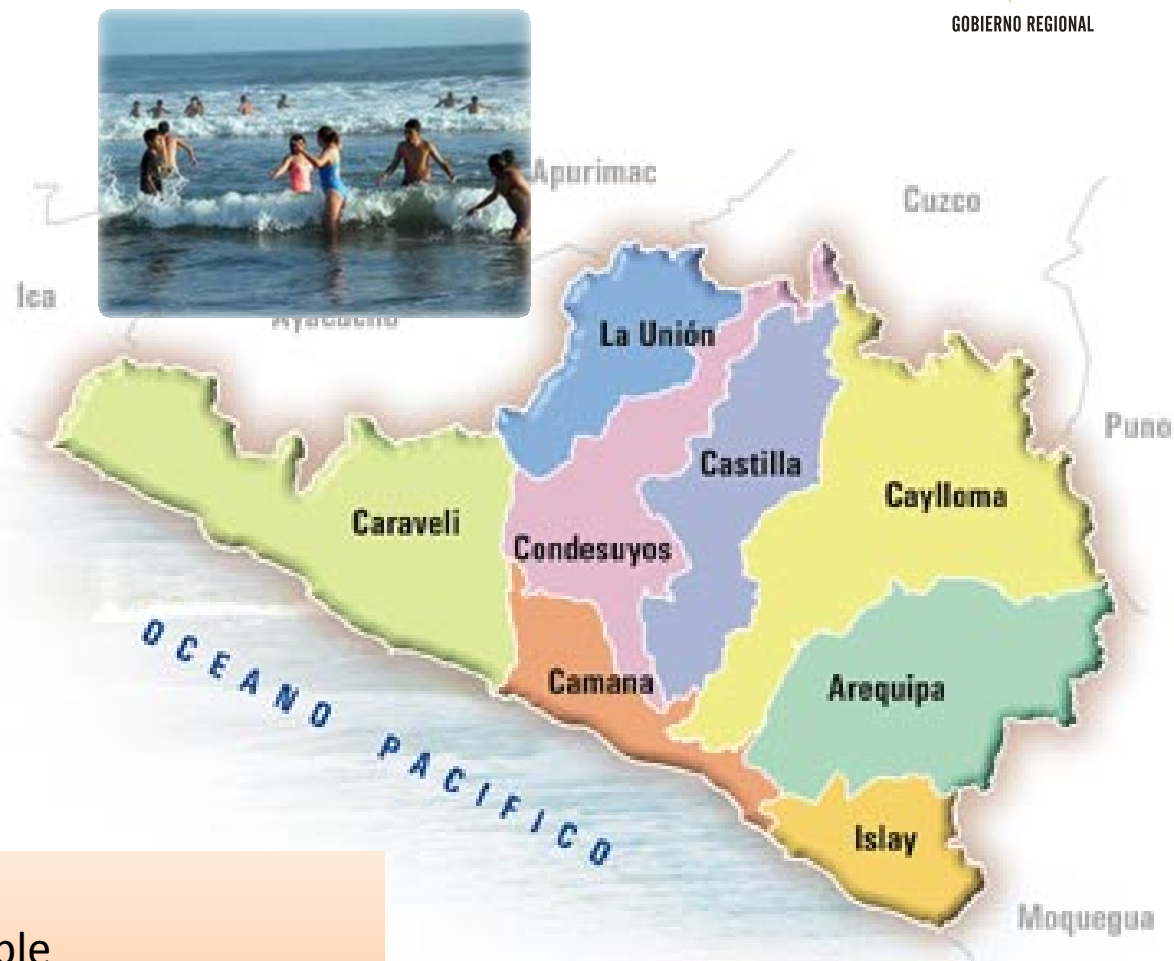 GOBIERNO REGIONAL
Apurimac
Cuzco
Ica
La Unión
Puno
Castilla
Caylloma
Caraveli
Condesuyos
Camana
Arequipa
OCEANO PACIFICO
Islay
Moquegua